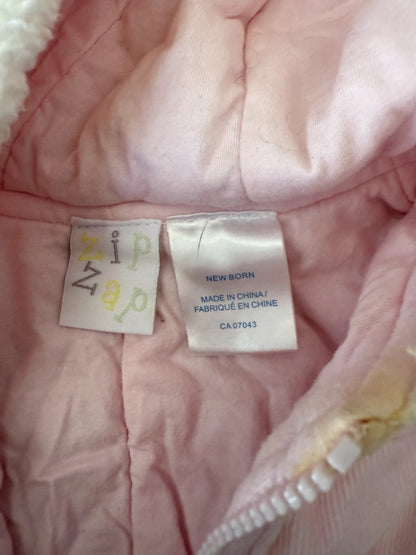 zip
zap
NEW BORN
MADE IN CHINA/
FABRIQUÉ EN CHINE
CA 07043